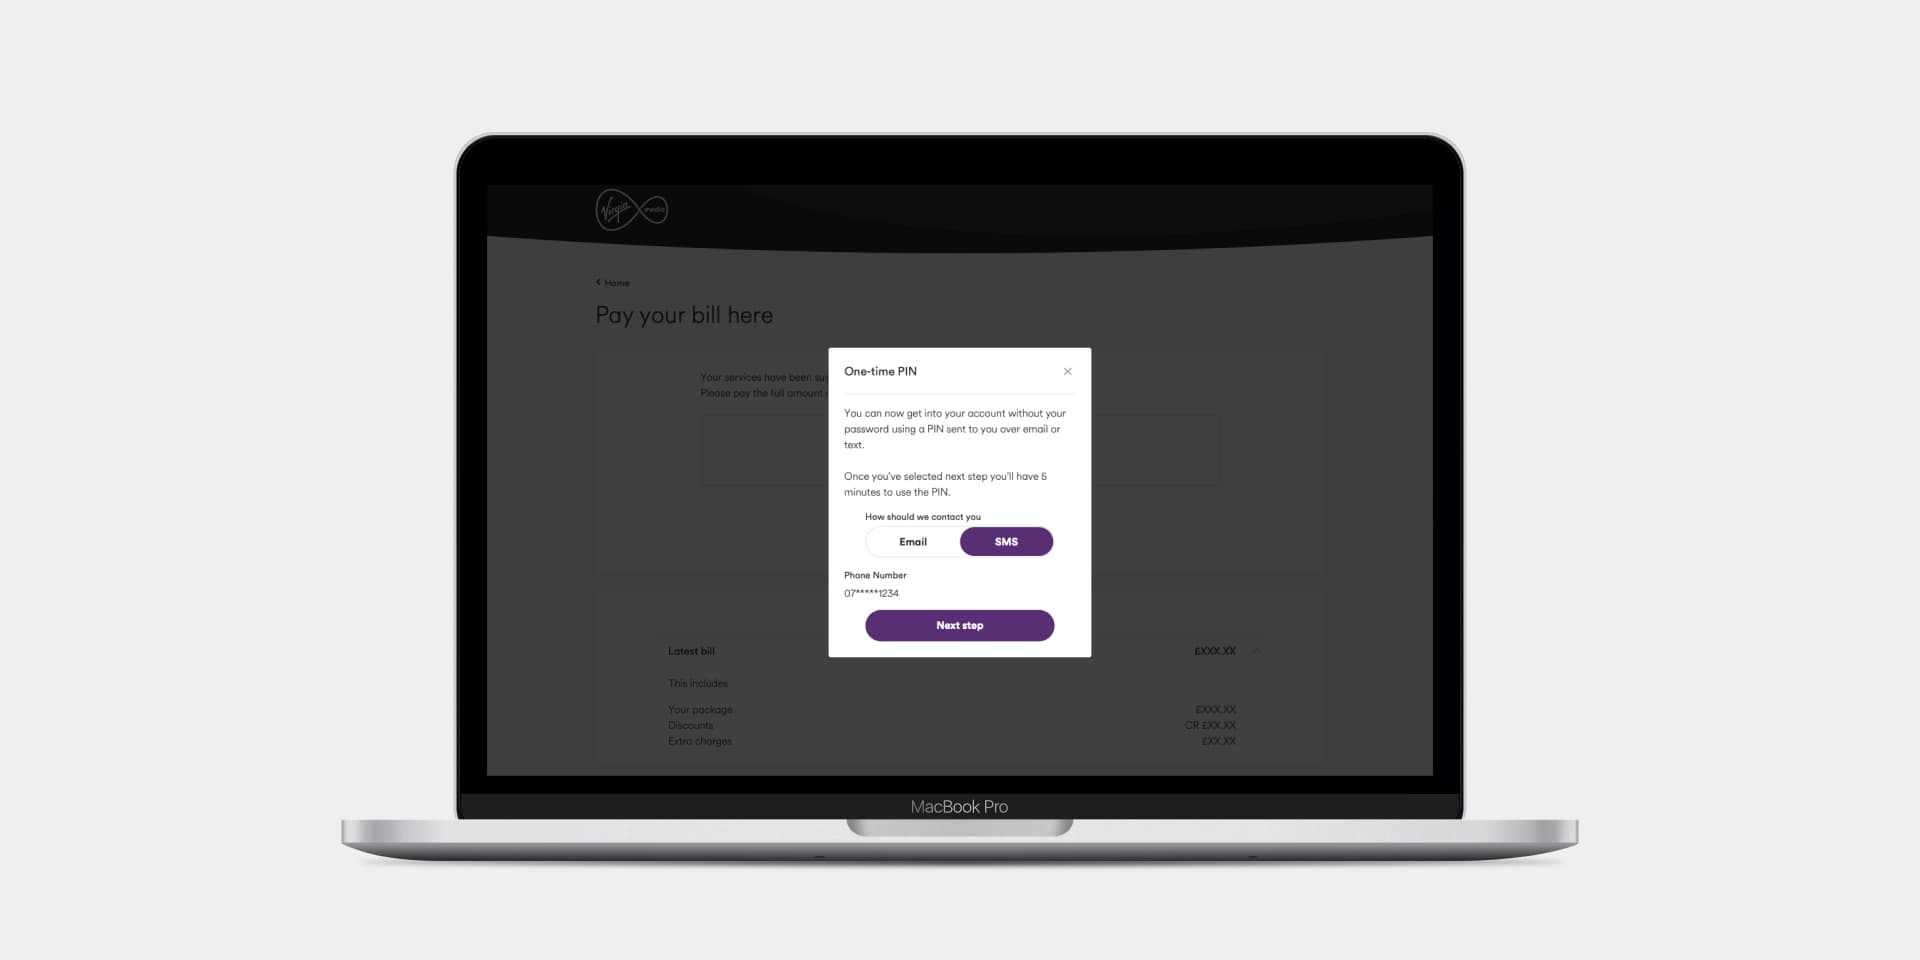 Virgin media
Home
Pay your bill here
Your services have been
Please pay the full amount
One-time PIN
You can now get into your account without your
password using a PIN sent to you over email or
text.
Once you've selected next step you'll have 5
minutes to use the PIN.
How should we contact you
Email SMS
Phone Number
07*****1234
Next step
Latest bill £XXX.XX
This includes
Your package £XXX.XX
Discounts CR £XX.XX
Extra charges £XX.XX
MacBook Pro